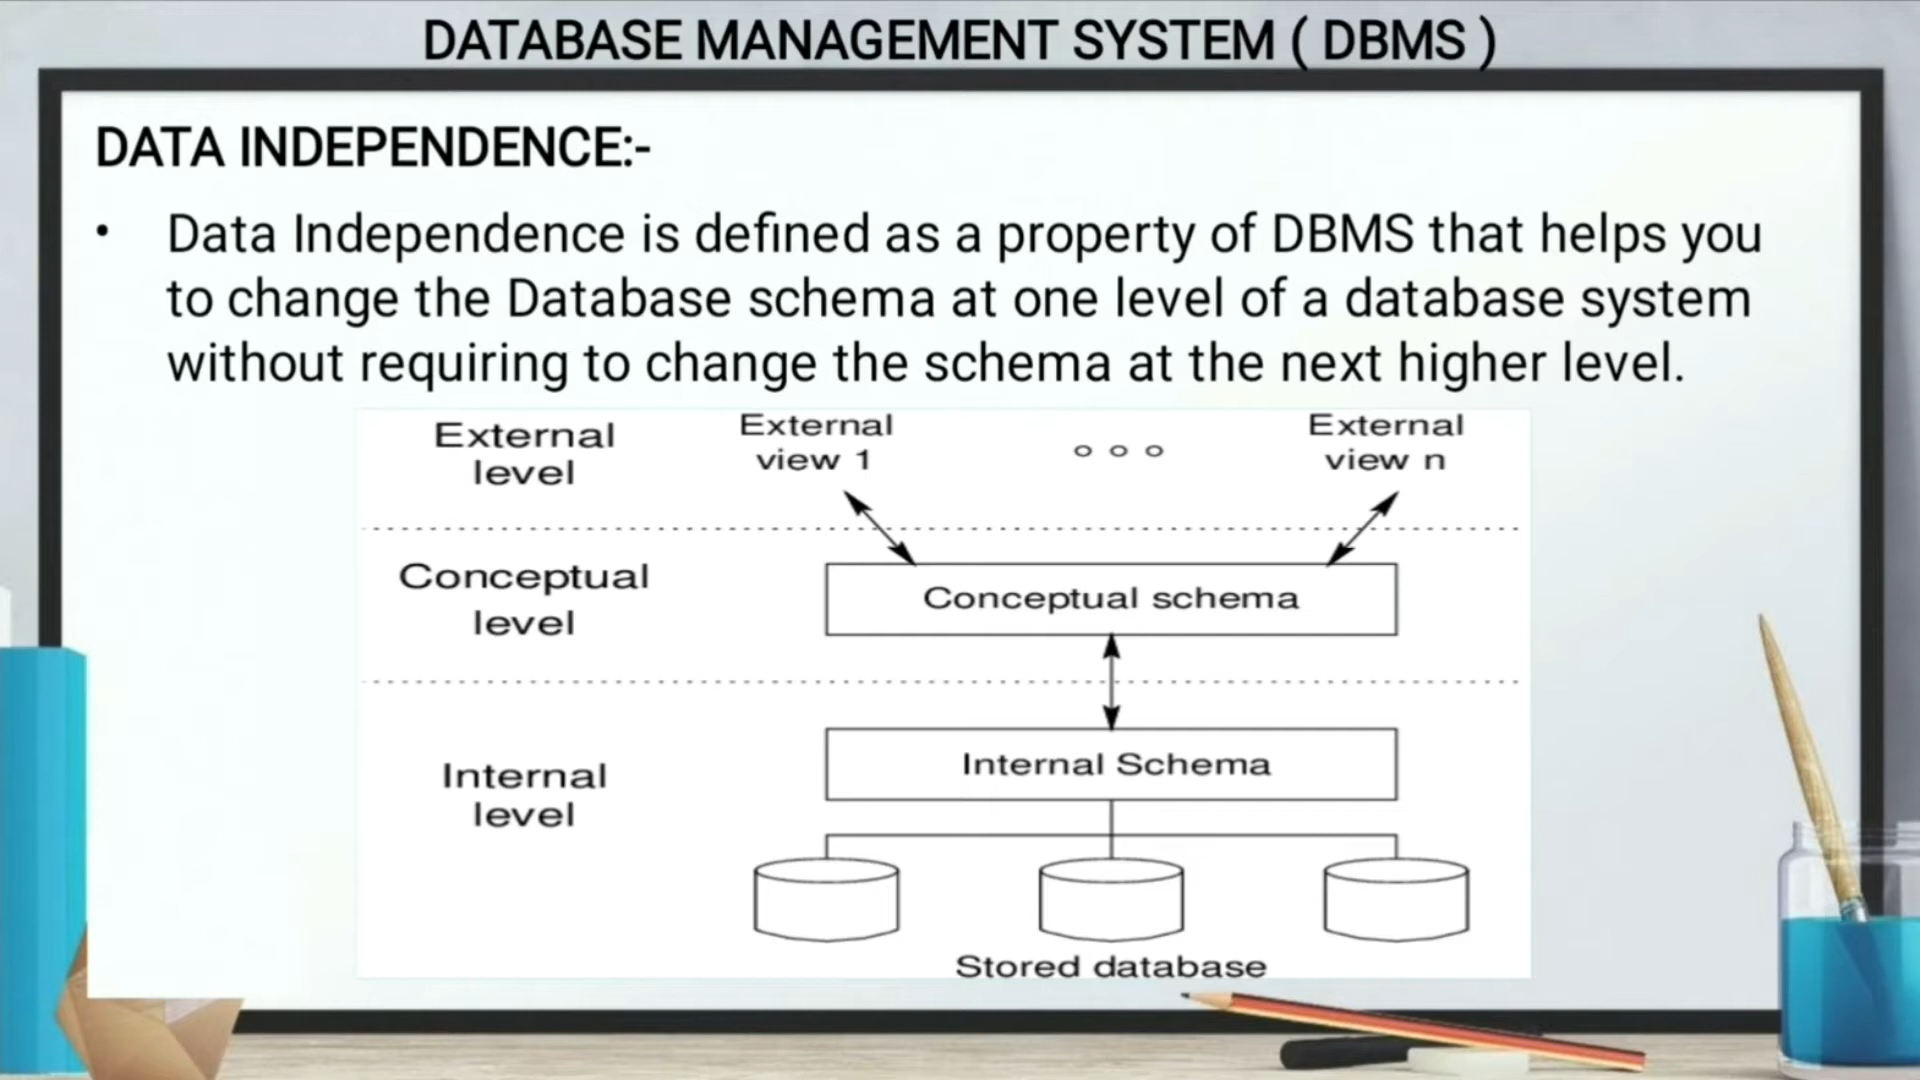 DATABASE MANAGEMENT SYSTEM ( DBMS )
DATA INDEPENDENCE:-
• Data Independence is defined as a property of DBMS that helps you
to change the Database schema at one level of a database system
without requiring to change the schema at the next higher level.
External
level
External
view 1
External
view n
Conceptual
level
Conceptual schema
Internal
level
Internal Schema
Stored database